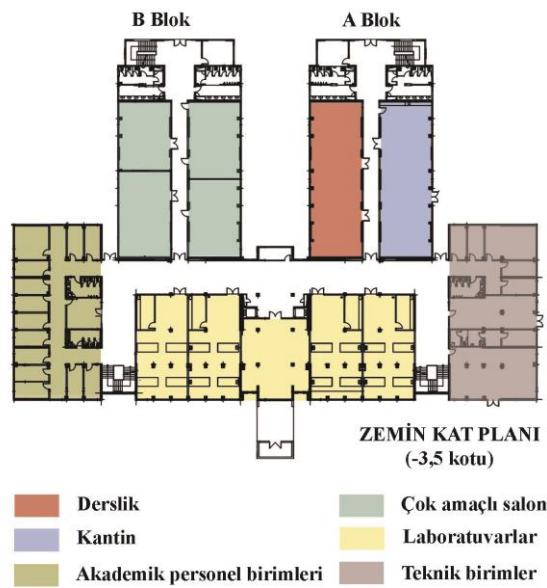 B Blok
A Blok
ZEMİN KAT PLANI
(-3,5 kotu)
Derslik
Kantin
Akademik personel birimleri
Çok amaçlı salon
Laboratuvarlar
Teknik birimler